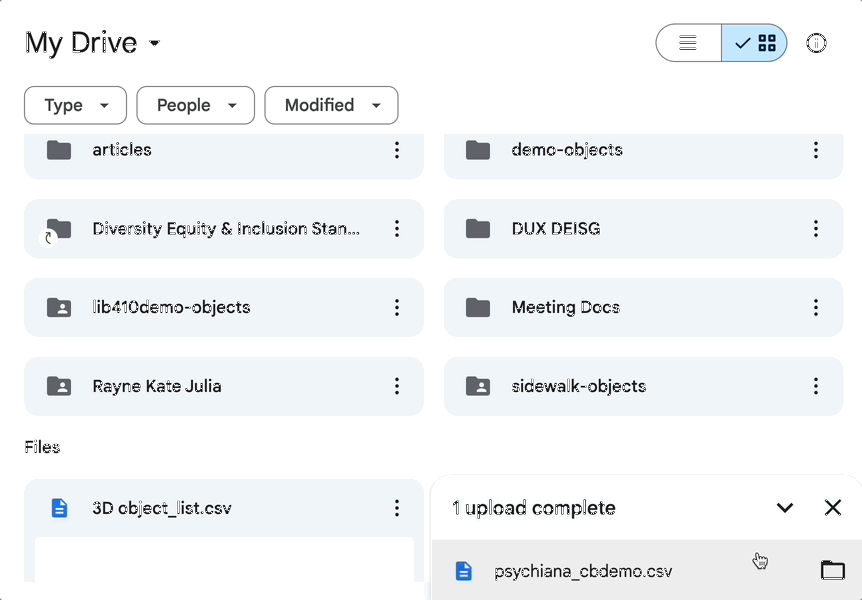 My Drive
Type People Modified
articles demo-objects
Diversity Equity & Inclusion Stan... DUX DEISG
lib410demo-objects Meeting Docs
Rayne Kate Julia sidewalk-objects
Files
3D object_list.csv
1 upload complete
psychiana_cbdemo.csv